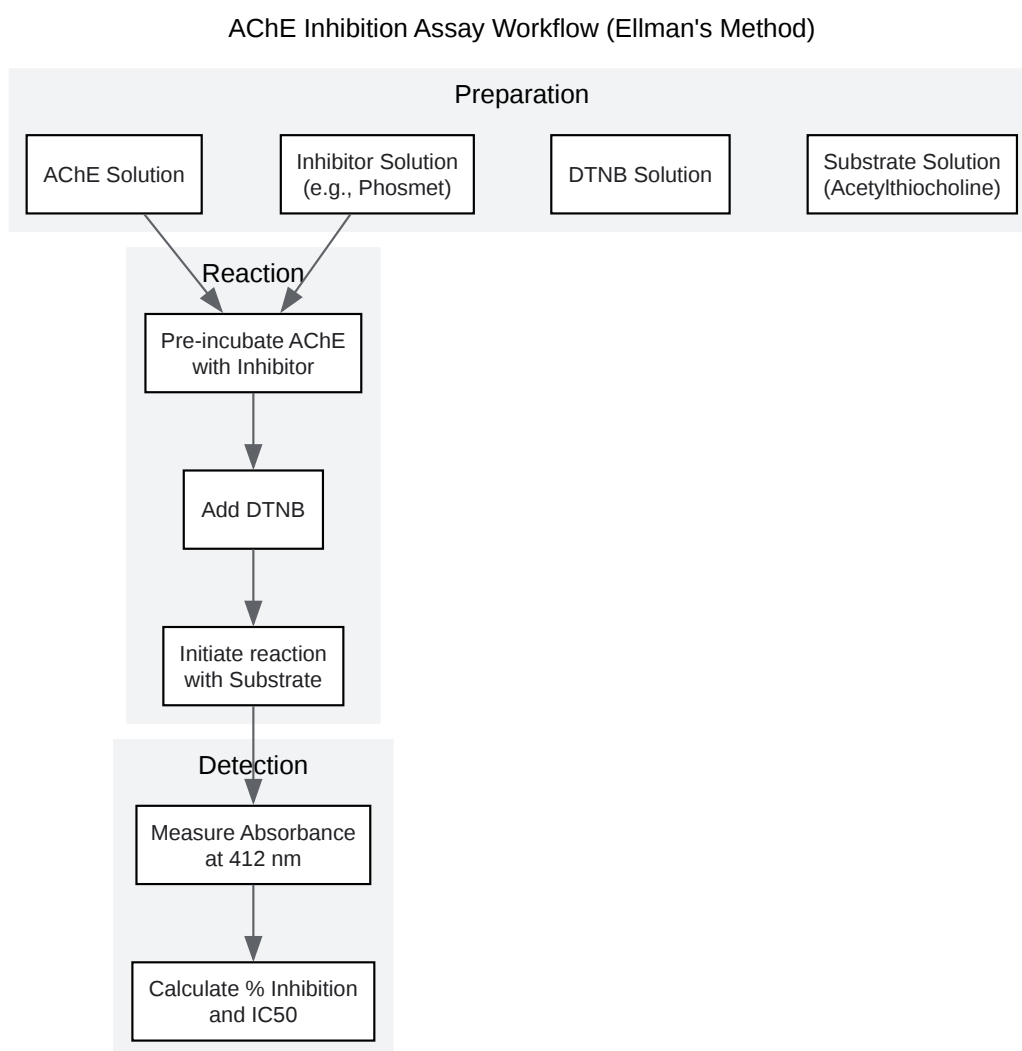 AChE Inhibition Assay Workflow (Ellman's Method)
Preparation
AChE Solution
Inhibitor Solution
(e.g., Phosmet)
DTNB Solution
Substrate Solution
(Acetylthiocholine)
Reaction
Pre-incubate AChE
with Inhibitor
Add DTNB
Initiate reaction
with Substrate
Detection
Measure Absorbance
at 412 nm
Calculate % Inhibition
and IC50